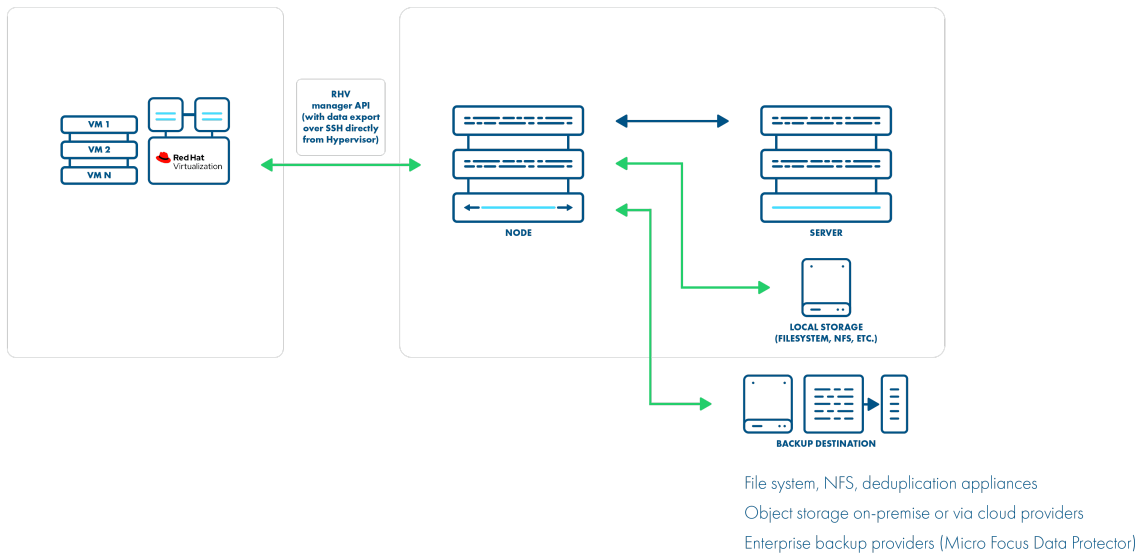 RHV
manager API
(with data export
over SSH directly
from Hypervisor)
VM 1
VM 2
VM N
Red Hat
Virtualization
NODE
SERVER
LOCAL STORAGE
(FILESYSTEM, NFS, ETC.)
BACKUP DESTINATION
File system, NFS, deduplication appliances
Object storage on-premise or via cloud providers
Enterprise backup providers (Micro Focus Data Protector)